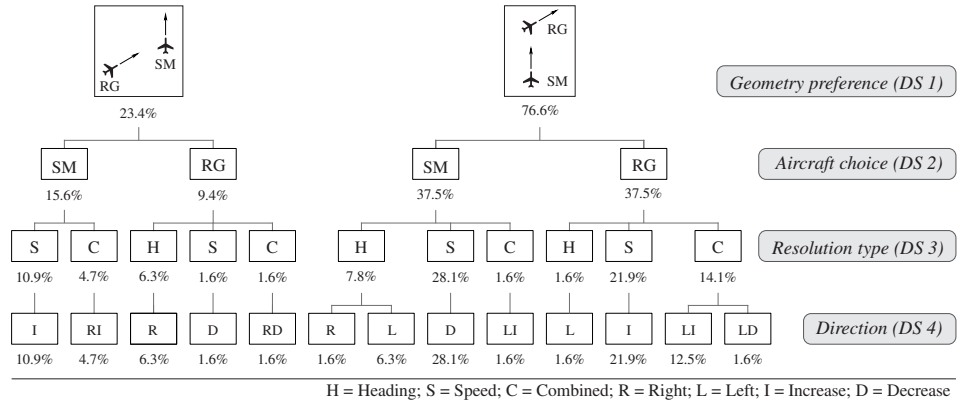 RG SM
RG SM
Geometry preference (DS 1)
23.4% 76.6%
SM RG SM RG
Aircraft choice (DS 2)
15.6% 9.4% 37.5% 37.5%
S C H S C H S C H S C
Resolution type (DS 3)
10.9% 4.7% 6.3% 1.6% 1.6% 7.8% 28.1% 1.6% 1.6% 21.9% 14.1%
I RI R D RD R L D LI L I LI LD
Direction (DS 4)
10.9% 4.7% 6.3% 1.6% 1.6% 1.6% 6.3% 28.1% 1.6% 1.6% 21.9% 12.5% 1.6%
H = Heading; S = Speed; C = Combined; R = Right; L = Left; I = Increase; D = Decrease